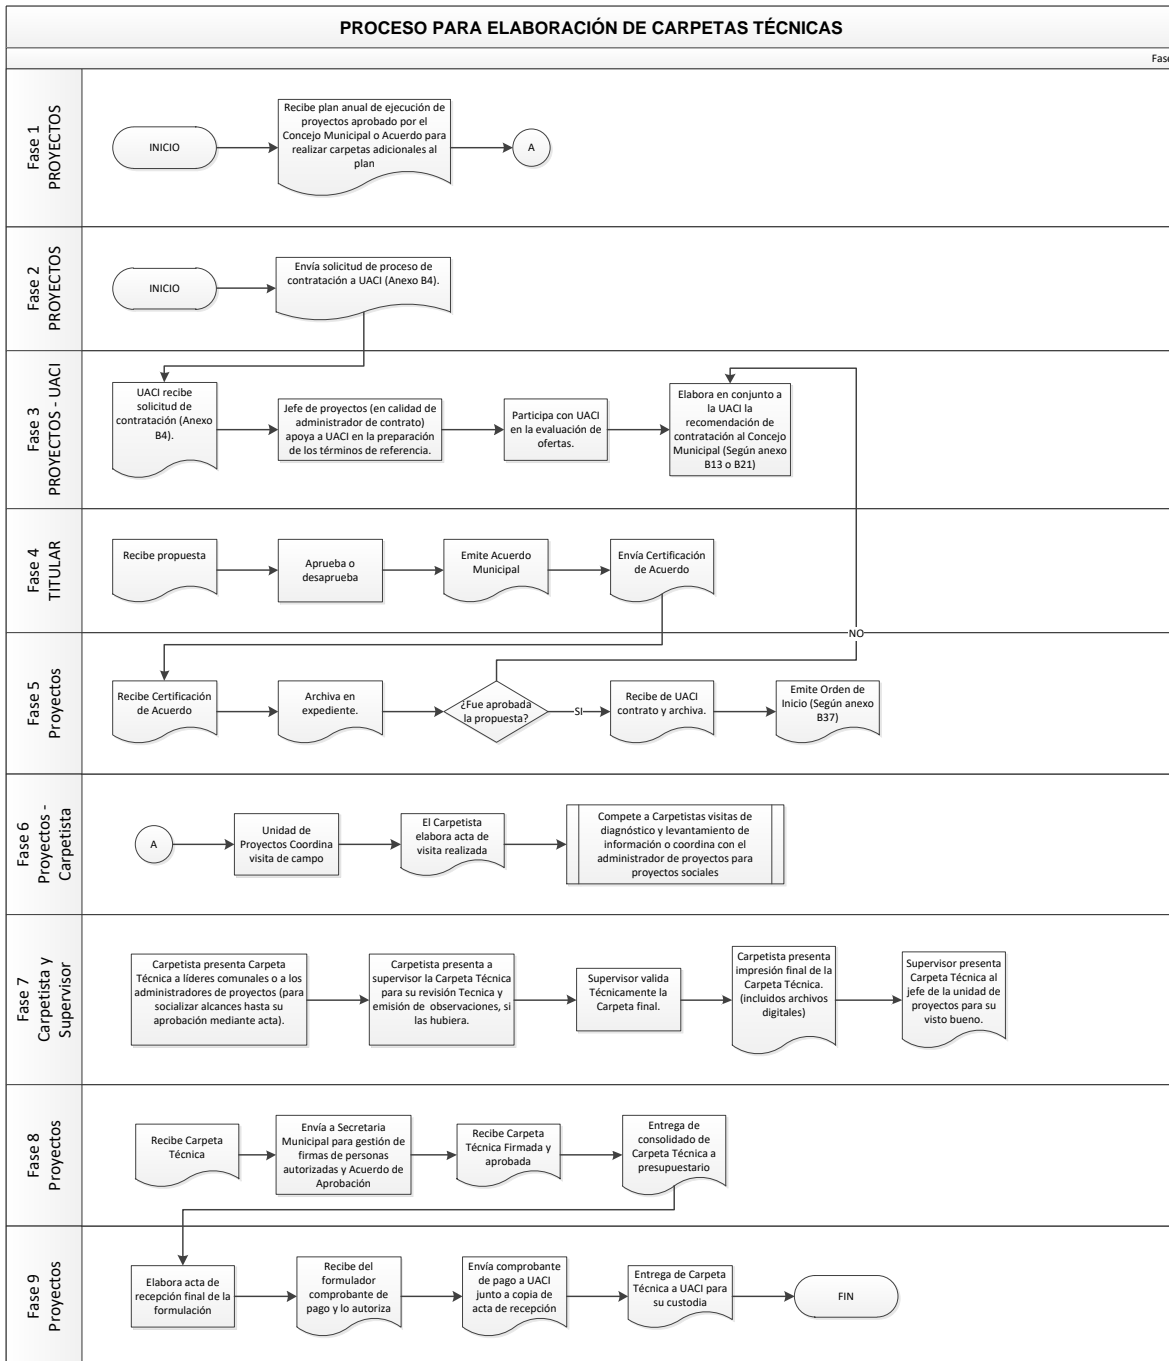 PROCESO PARA ELABORACIÓN DE CARPETAS TÉCNICAS
Fase
Fase 1
PROYECTOS
INICIO
Recibe plan anual de ejecución de
proyectos aprobado por el
Concejo Municipal o Acuerdo para
realizar carpetas adicionales al
plan
A
Fase 2
PROYECTOS
INICIO
Envía solicitud de proceso de
contratación a UACI (Anexo B4).
Fase 3
PROYECTOS - UACI
UACI recibe
solicitud de
contratación (Anexo
B4).
Jefe de proyectos (en calidad de
administrador de contrato)
apoya a UACI en la preparación
de los términos de referencia.
Participa con UACI
en la evaluación de
ofertas.
Elabora en conjunto a
la UACI la
recomendación de
contratación al Concejo
Municipal (Según anexo
B13 o B21)
Fase 4
TITULAR
Recibe propuesta
Aprueba o
desaprueba
Emite Acuerdo
Municipal
Envía Certificación
de Acuerdo
NO
Fase 5
Proyectos
Recibe Certificación
de Acuerdo
Archiva en
expediente.
¿Fue aprobada
la propuesta?
SI
Recibe de UACI
contrato y archiva.
Emite Orden de
Inicio (Según anexo
B37)
Fase 6
Proyectos -
Carpetista
A
Unidad de
Proyectos Coordina
visita de campo
El Carpetista
elabora acta de
visita realizada
Compete a Carpetistas visitas de
diagnóstico y levantamiento de
información o coordina con el
administrador de proyectos para
proyectos sociales
Fase 7
Carpetista y
Supervisor
Carpetista presenta Carpeta
Técnica a líderes comunales o a los
administradores de proyectos (para
socializar alcances hasta su
aprobación mediante acta).
Carpetista presenta a
supervisor la Carpeta Técnica
para su revisión Tecnica y
emisión de observaciones, si
las hubiera.
Supervisor valida
Técnicamente la
Carpeta final.
Carpetista presenta
impresión final de la
Carpeta Técnica.
(incluidos archivos
digitales)
Supervisor presenta
Carpeta Técnica al
jefe de la unidad de
proyectos para su
visto bueno.
Fase 8
Proyectos
Recibe Carpeta
Técnica
Envía a Secretaria
Municipal para gestión de
firmas de personas
autorizadas y Acuerdo de
Aprobación
Recibe Carpeta
Técnica Firmada y
aprobada
Entrega de
consolidado de
Carpeta Técnica a
presupuestario
Fase 9
Proyectos
Elabora acta de
recepción final de la
formulación
Recibe del
formulador
comprobante de
pago y lo autoriza
Envía comprobante
de pago a UACI
junto a copia de
acta de recepción
Entrega de Carpeta
Técnica a UACI para
su custodia
FIN